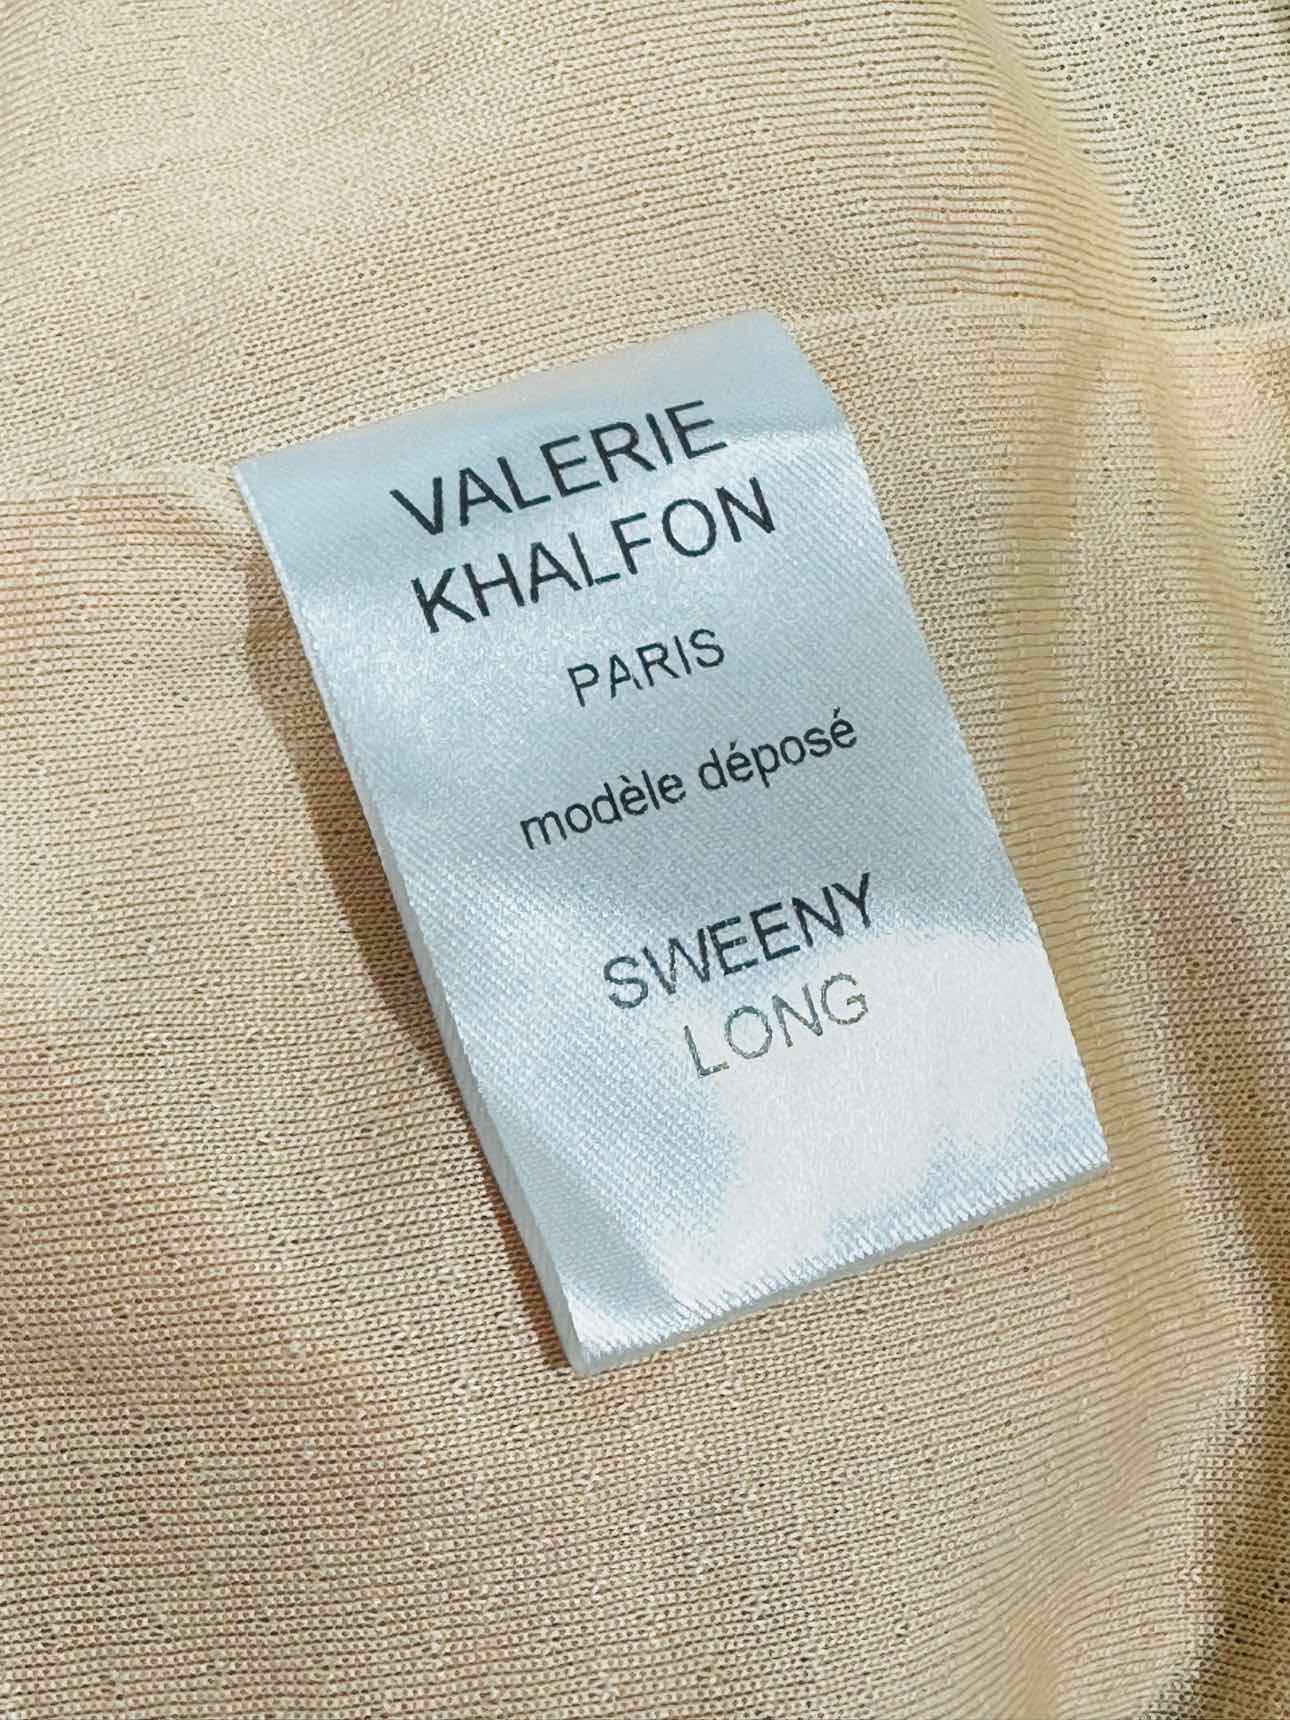 VALERIE
KHALFON
PARIS
modèle déposé
SWEENY
LONG